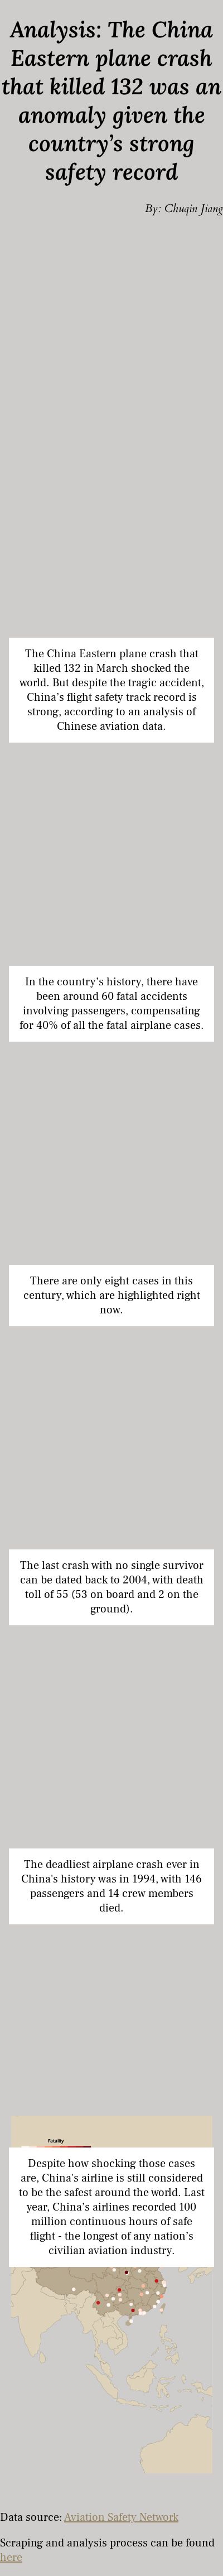 Analysis: The China
Eastern plane crash
that killed 132 was an
anomaly given the
country’s strong
safety record
By: Chuqin Jiang
The China Eastern plane crash that
killed 132 in March shocked the
world. But despite the tragic accident,
China’s flight safety track record is
strong, according to an analysis of
Chinese aviation data.
In the country’s history, there have
been around 60 fatal accidents
involving passengers, compensating
for 40% of all the fatal airplane cases.
There are only eight cases in this
century, which are highlighted right
now.
The last crash with no single survivor
can be dated back to 2004, with death
toll of 55 (53 on board and 2 on the
ground).
The deadliest airplane crash ever in
China’s history was in 1994, with 146
passengers and 14 crew members
died.
Fatality
Despite how shocking those cases
are, China’s airline is still considered
to be the safest around the world. Last
year, China’s airlines recorded 100
million continuous hours of safe
flight - the longest of any nation’s
civilian aviation industry.
Data source: Aviation Safety Network
Scraping and analysis process can be found
here